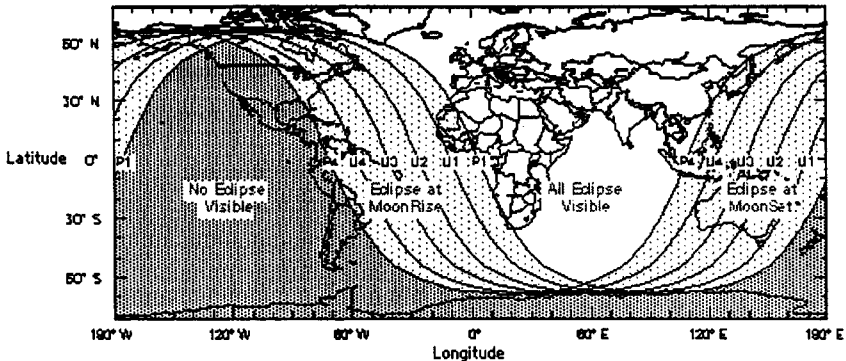 60° N
30° N
Latitude 0°
30° S
60° S
P1 P4 U4 U3 U2 U1 P1 P4 U4 U3 U2 U1
No Eclipse
Visible
Eclipse at
MoonRise
All Eclipse
Visible
Eclipse at
MoonSet
180° W 120° W 60° W 0° 60° E 120° E 180° E
Longitude